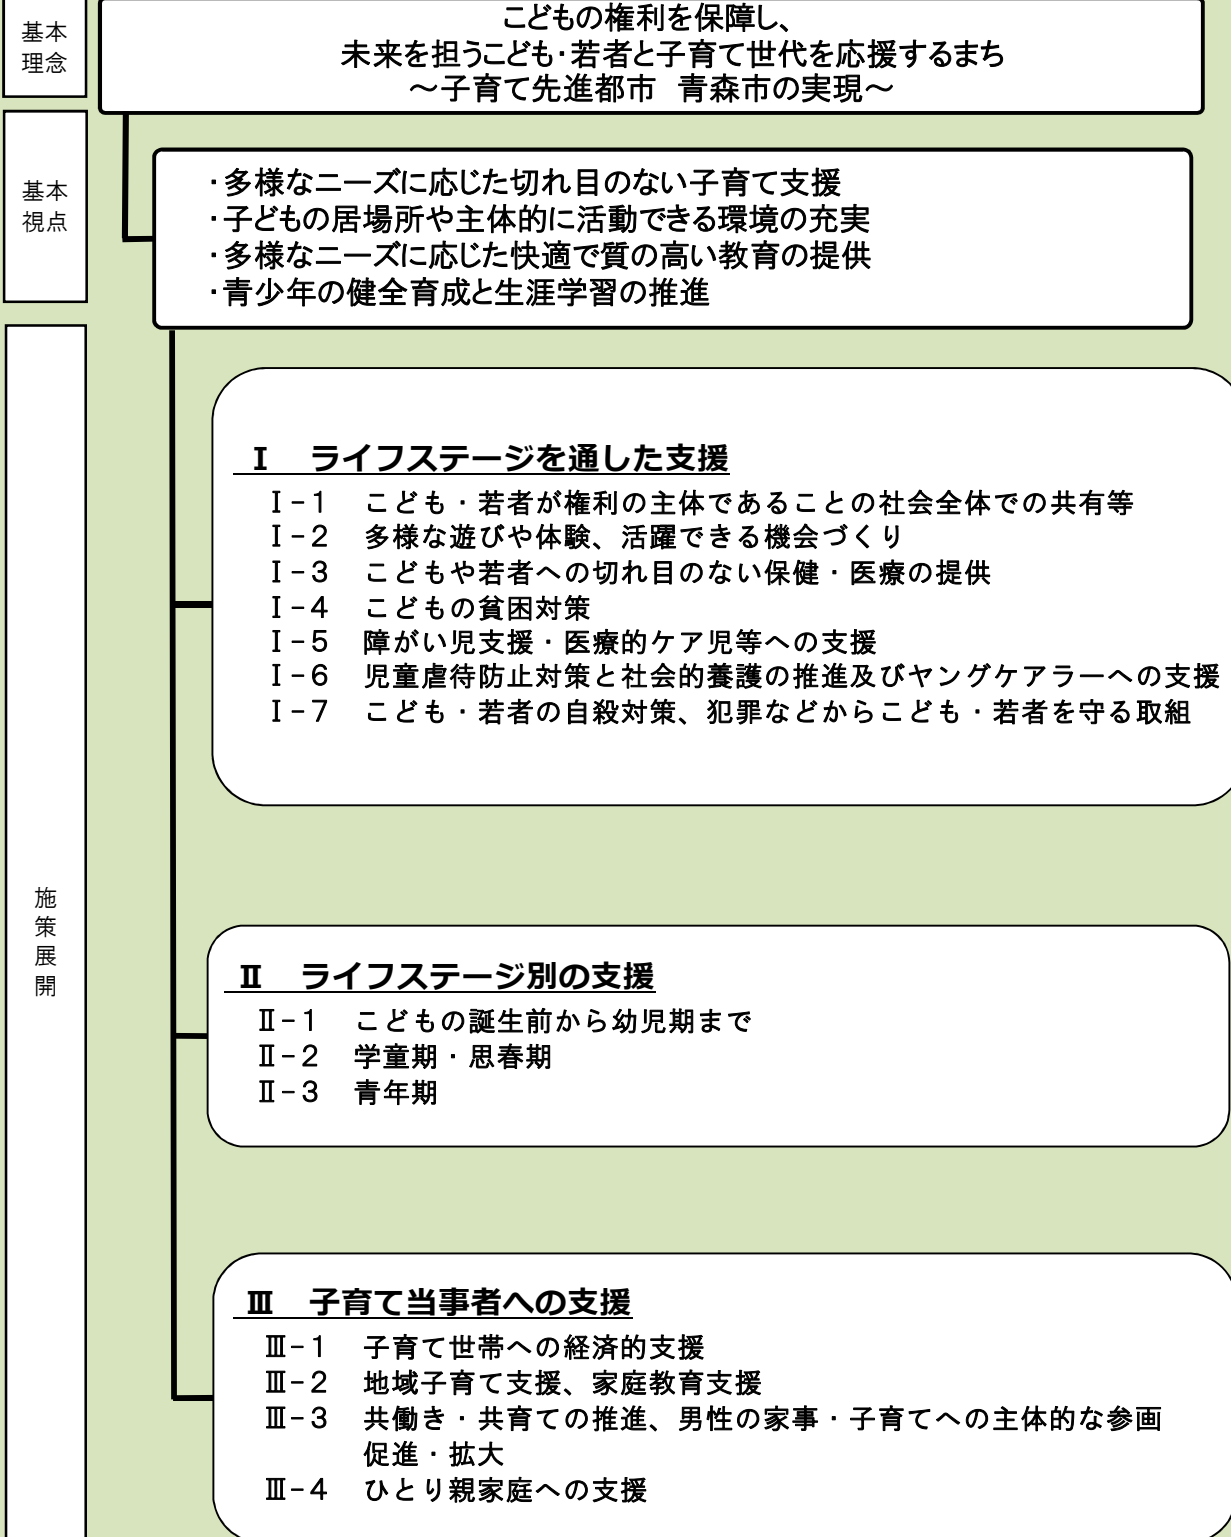 基本
理念
こどもの権利を保障し、
未来を担うこども・若者と子育て世代を応援するまち
～子育て先進都市　青森市の実現～
基本
視点
・多様なニーズに応じた切れ目のない子育て支援
・子どもの居場所や主体的に活動できる環境の充実
・多様なニーズに応じた快適で質の高い教育の提供
・青少年の健全育成と生涯学習の推進
施
策
展
開
Ⅰ　ライフステージを通した支援
Ⅰ－１　こども・若者が権利の主体であることの社会全体での共有等
Ⅰ－２　多様な遊びや体験、活躍できる機会づくり
Ⅰ－３　こどもや若者への切れ目のない保健・医療の提供
Ⅰ－４　こどもの貧困対策
Ⅰ－５　障がい児支援・医療的ケア児等への支援
Ⅰ－６　児童虐待防止対策と社会的養護の推進及びヤングケアラーへの支援
Ⅰ－７　こども・若者の自殺対策、犯罪などからこども・若者を守る取組
Ⅱ　ライフステージ別の支援
Ⅱ－１　こどもの誕生前から幼児期まで
Ⅱ－２　学童期・思春期
Ⅱ－３　青年期
Ⅲ　子育て当事者への支援
Ⅲ－１　子育て世帯への経済的支援
Ⅲ－２　地域子育て支援、家庭教育支援
Ⅲ－３　共働き・共育ての推進、男性の家事・子育てへの主体的な参画
促進・拡大
Ⅲ－４　ひとり親家庭への支援